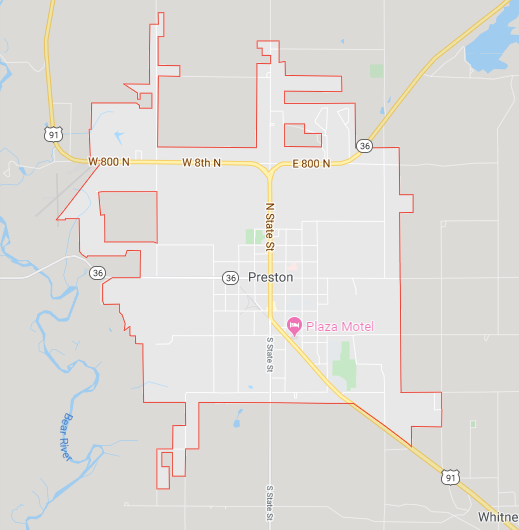 91
36
W 800 N
W 8th N
E 800 N
N State St
36
36
Preston
Plaza Motel
S State St
Bear River
91
S State St
Whitne